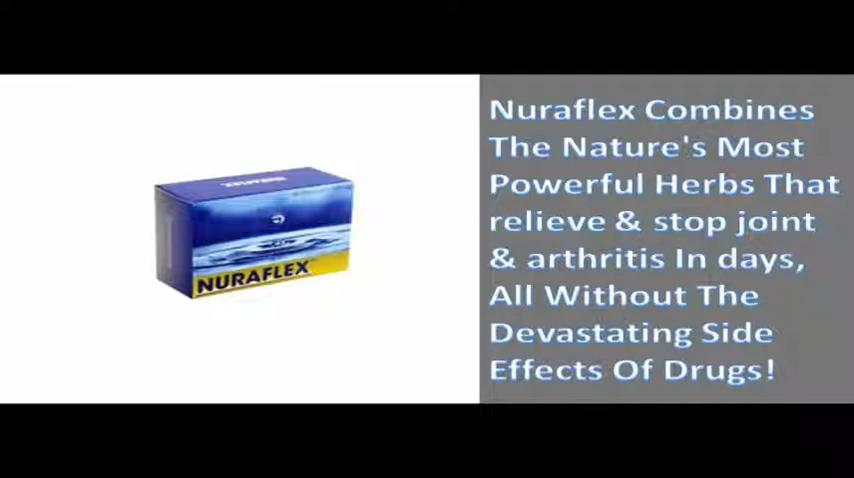 NURAFLEX
NURAFLEX
Nuraflex Combines
The Nature's Most
Powerful Herbs That
relieve & stop joint
& arthritis In days,
All Without The
Devastating Side
Effects Of Drugs!